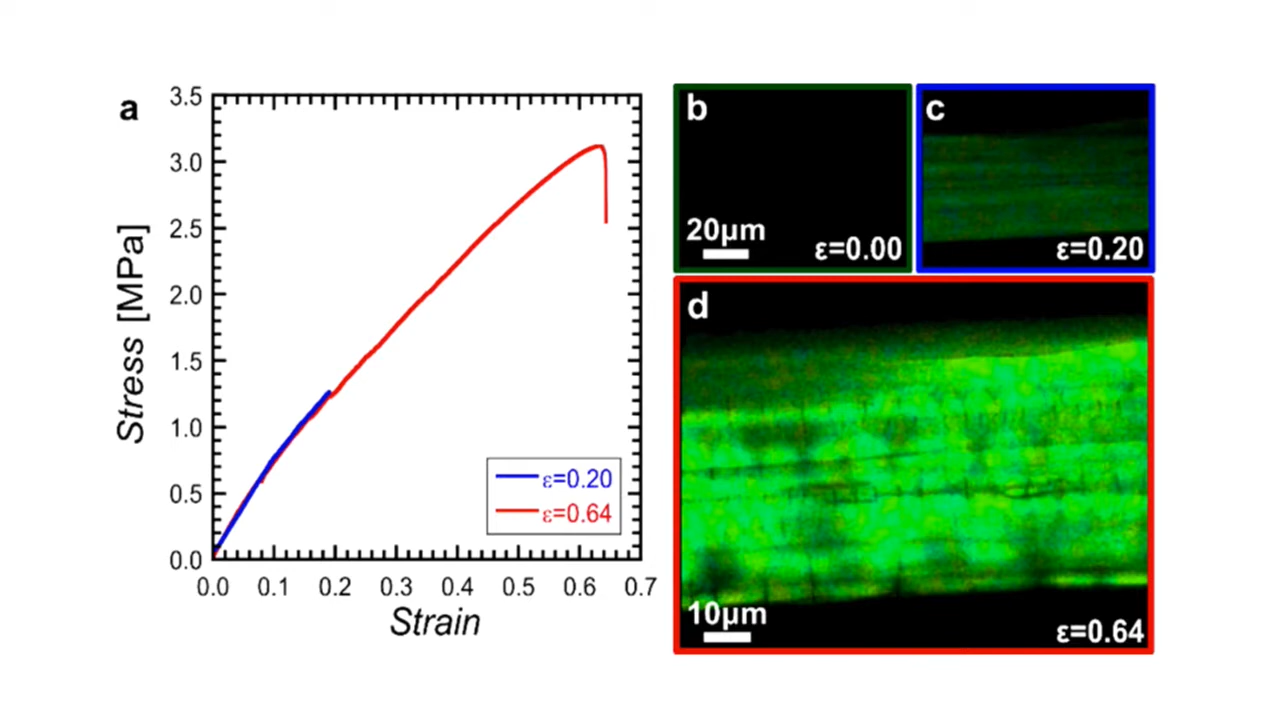 a
3.5
3.0
2.5
2.0
1.5
1.0
0.5
0.0
Stress [MPa]
0.0 0.1 0.2 0.3 0.4 0.5 0.6 0.7
Strain
ε=0.20
ε=0.64
b
20µm
ε=0.00
c
ε=0.20
d
10µm
ε=0.64